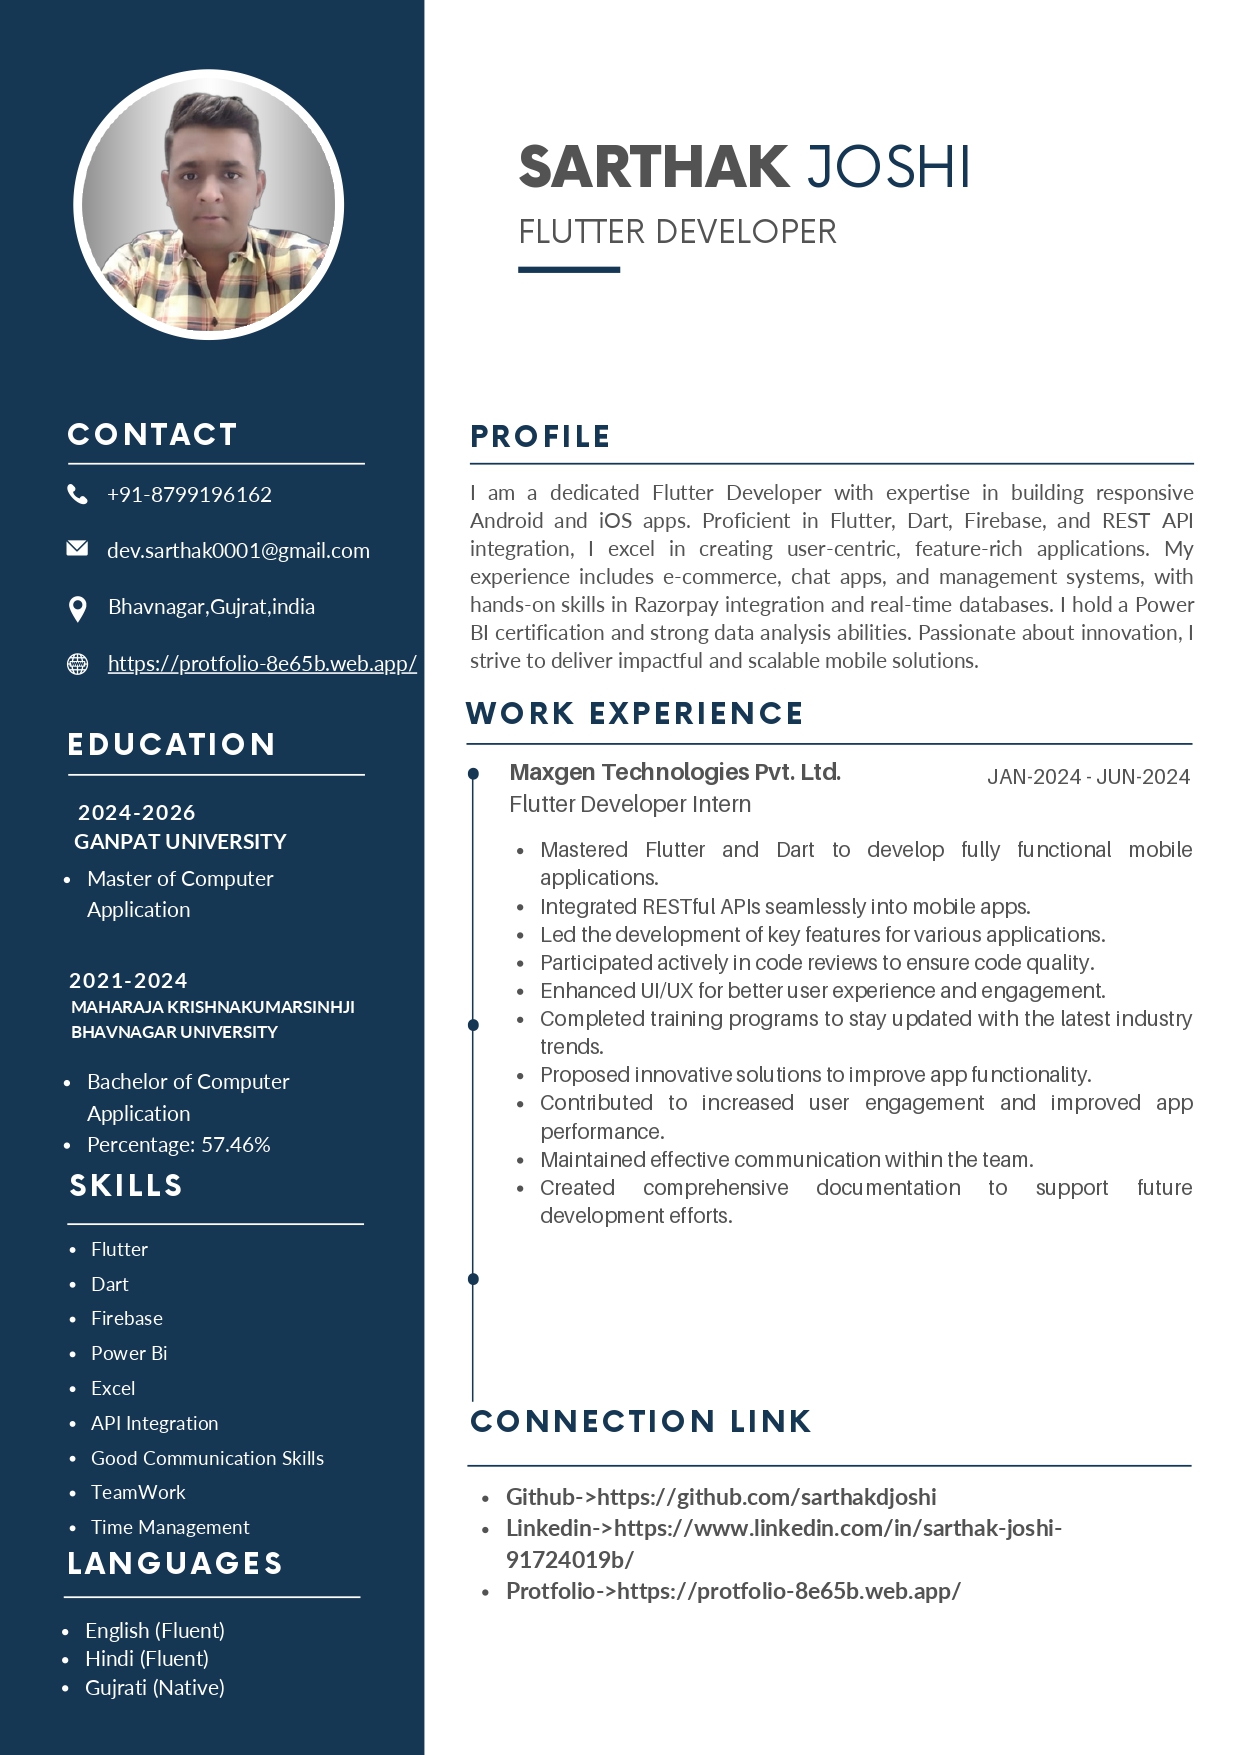 SARTHAK JOSHI
FLUTTER DEVELOPER
CONTACT
+91-8799196162
dev.sarthak0001@gmail.com
Bhavnagar,Gujrat,india
https://protfolio-8e65b.web.app/
EDUCATION
2024-2026
GANPAT UNIVERSITY
• Master of Computer
Application
2021-2024
MAHARAJA KRISHNAKUMARSINHJI
BHAVNAGAR UNIVERSITY
• Bachelor of Computer
Application
• Percentage: 57.46%
SKILLS
• Flutter
• Dart
• Firebase
• Power Bi
• Excel
• API Integration
• Good Communication Skills
• TeamWork
• Time Management
LANGUAGES
• English (Fluent)
• Hindi (Fluent)
• Gujrati (Native)
PROFILE
I am a dedicated Flutter Developer with expertise in building responsive
Android and iOS apps. Proficient in Flutter, Dart, Firebase, and REST API
integration, I excel in creating user-centric, feature-rich applications. My
experience includes e-commerce, chat apps, and management systems, with
hands-on skills in Razorpay integration and real-time databases. I hold a Power
BI certification and strong data analysis abilities. Passionate about innovation, I
strive to deliver impactful and scalable mobile solutions.
WORK EXPERIENCE
Maxgen Technologies Pvt. Ltd. JAN-2024 - JUN-2024
Flutter Developer Intern
• Mastered Flutter and Dart to develop fully functional mobile
applications.
• Integrated RESTful APIs seamlessly into mobile apps.
• Led the development of key features for various applications.
• Participated actively in code reviews to ensure code quality.
• Enhanced UI/UX for better user experience and engagement.
• Completed training programs to stay updated with the latest industry
trends.
• Proposed innovative solutions to improve app functionality.
• Contributed to increased user engagement and improved app
performance.
• Maintained effective communication within the team.
• Created comprehensive documentation to support future
development efforts.
CONNECTION LINK
• Github->https://github.com/sarthakdjoshi
• Linkedin->https://www.linkedin.com/in/sarthak-joshi-
91724019b/
• Protfolio->https://protfolio-8e65b.web.app/